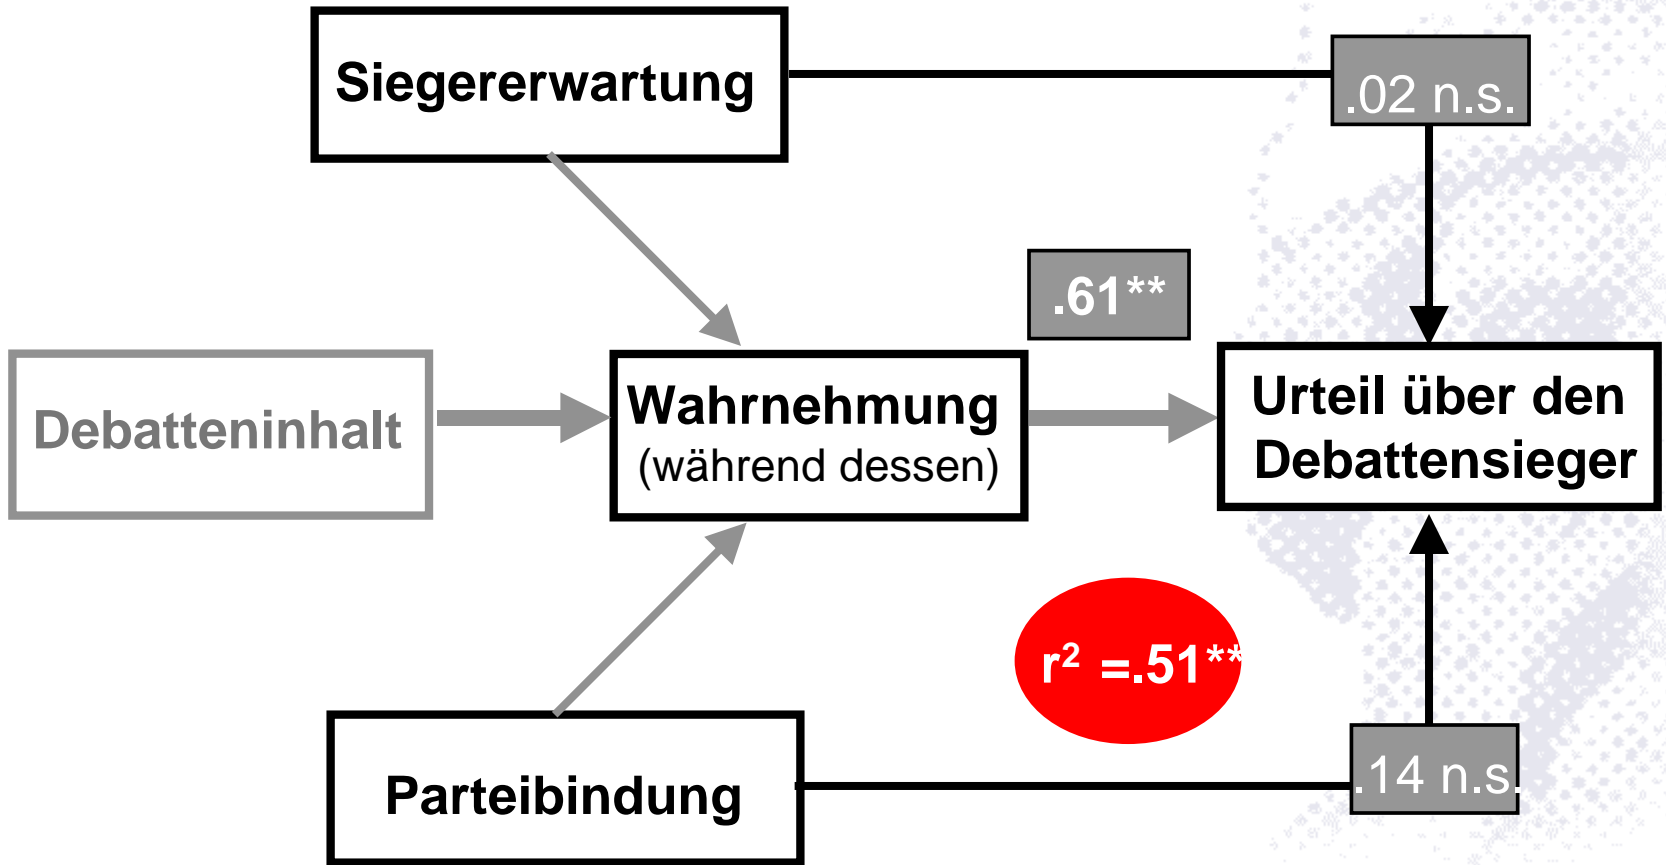 Siegererwartung
.02 n.s.
.61**
Debatteninhalt
Wahrnehmung
(während dessen)
Urteil über den
Debattensieger
r² =.51**
Parteibindung
.14 n.s.